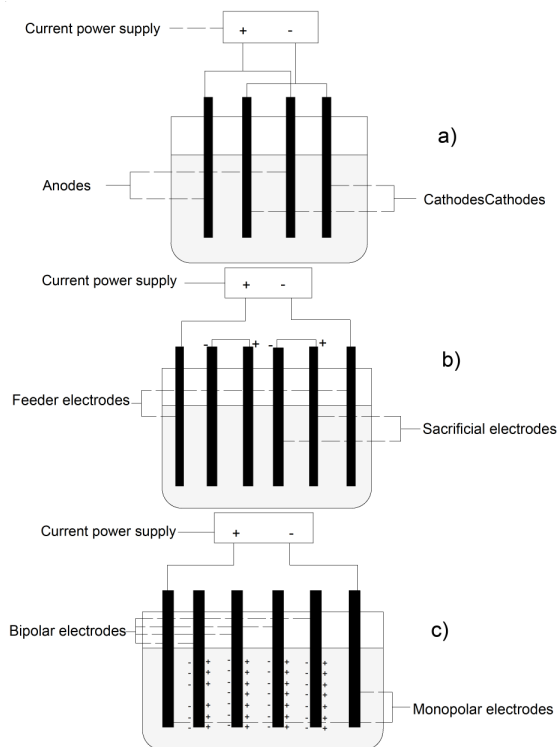 Current power supply
+ -
a)
Anodes
CathodesCathodes
Current power supply
+ -
- + - +
b)
Feeder electrodes
Sacrificial electrodes
Current power supply
+ -
Bipolar electrodes
c)
- + - + - + - +
- + - + - + - +
- + - + - + - +
- + - + - + - +
- + - + - + - +
- + - + - + - +
- + - + - + - +
Monopolar electrodes